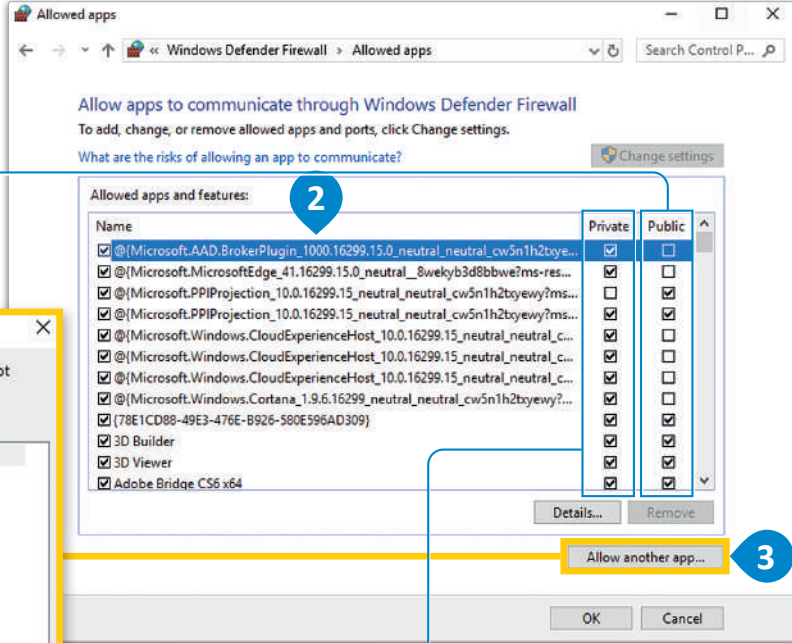 Allowed apps
« Windows Defender Firewall › Allowed apps
Search Control P...
Allow apps to communicate through Windows Defender Firewall
To add, change, or remove allowed apps and ports, click Change settings.
What are the risks of allowing an app to communicate?
Change settings
Allowed apps and features:
2
Name Private Public
@{Microsoft.AAD.BrokerPlugin_1000.16299.15.0_neutral_neutral_cw5n1h2txye...
@{Microsoft.MicrosoftEdge_41.16299.15.0_neutral__8wekyb3d8bbwe?ms-res...
@{Microsoft.PPIProjection_10.0.16299.15_neutral_neutral_cw5n1h2txyewy?ms...
@{Microsoft.PPIProjection_10.0.16299.15_neutral_neutral_cw5n1h2txyewy?ms...
@{Microsoft.Windows.CloudExperienceHost_10.0.16299.15_neutral_neutral_c...
@{Microsoft.Windows.CloudExperienceHost_10.0.16299.15_neutral_neutral_c...
@{Microsoft.Windows.CloudExperienceHost_10.0.16299.15_neutral_neutral_c...
@{Microsoft.Windows.Cortana_1.9.6.16299_neutral_neutral_cw5n1h2txyewy?...
{78E1CD88-49E3-476E-B926-580E596AD309}
3D Builder
3D Viewer
Adobe Bridge CS6 x64
Details... Remove
Allow another app...
3
OK Cancel